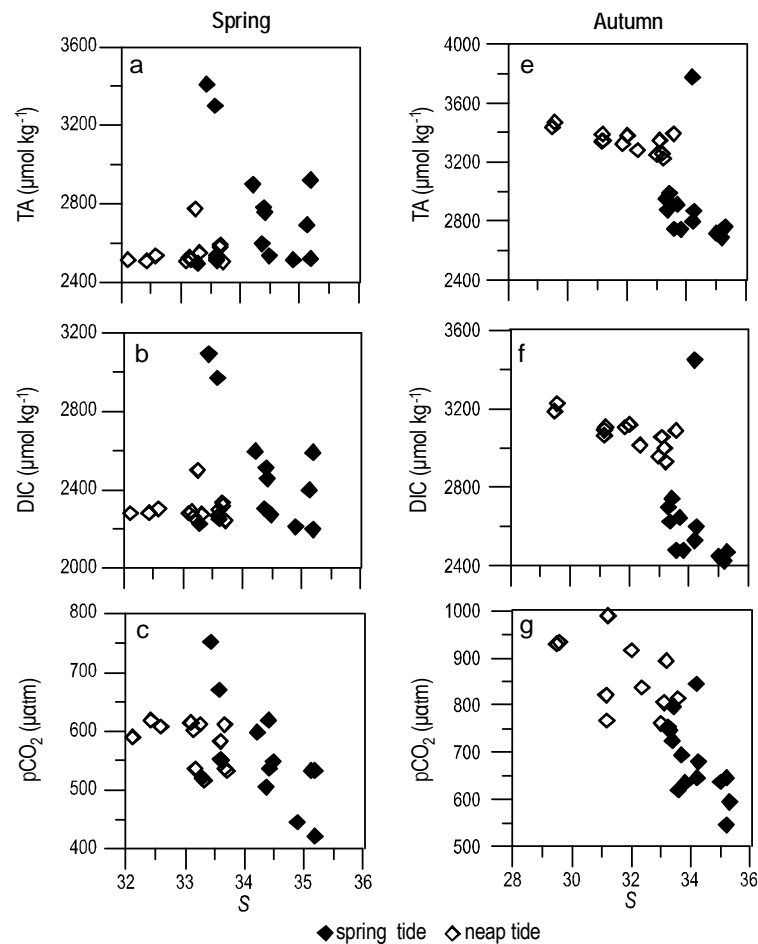 Spring
Autumn
a
TA (μmol kg⁻¹)
3600
3200
2800
2400
e
TA (μmol kg⁻¹)
4000
3600
3200
2800
2400
b
DIC (μmol kg⁻¹)
3200
2800
2400
2000
f
DIC (μmol kg⁻¹)
3600
3200
2800
2400
c
pCO₂ (μatm)
800
700
600
500
400
32 33 34 35 36
S
g
pCO₂ (μatm)
1000
900
800
700
600
500
28 30 32 34 36
S
spring tide neap tide